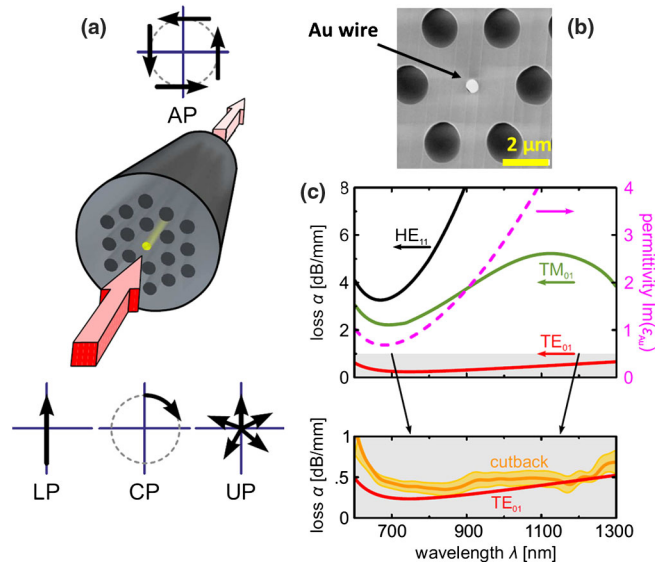 (a)
AP
LP
CP
UP
(b)
Au wire
2 μm
(c)
8
6
4
2
0
loss α [dB/mm]
HE₁₁
TM₀₁
TE₀₁
4
3
2
1
0
permittivity Im(ε_Au)
1
.5
0
loss α [dB/mm]
cutback
TE₀₁
700 900 1100 1300
wavelength λ [nm]